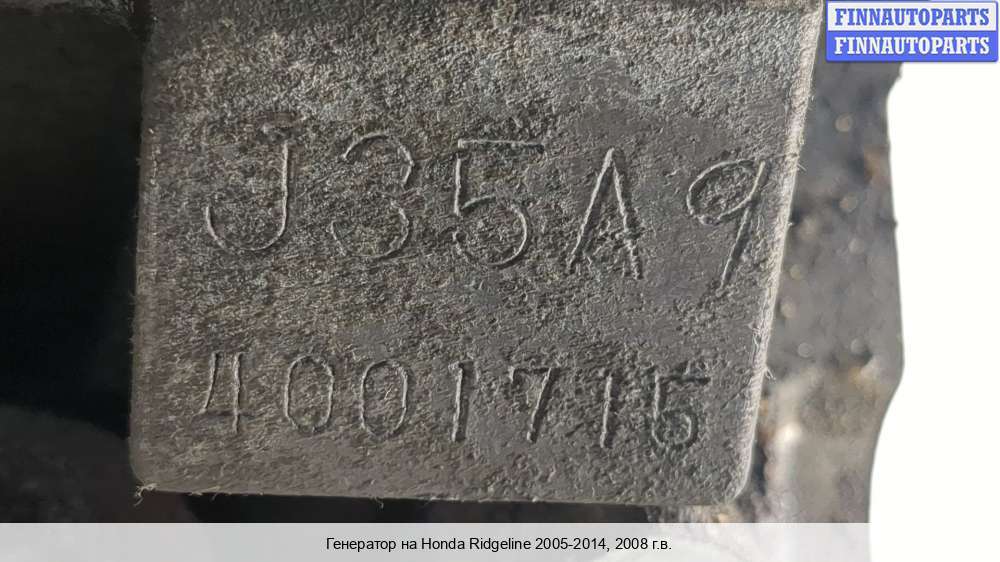 FINNAUTOPARTS
FINNAUTOPARTS
J35A9
4001715
Генератор на Honda Ridgeline 2005-2014, 2008 г.в.